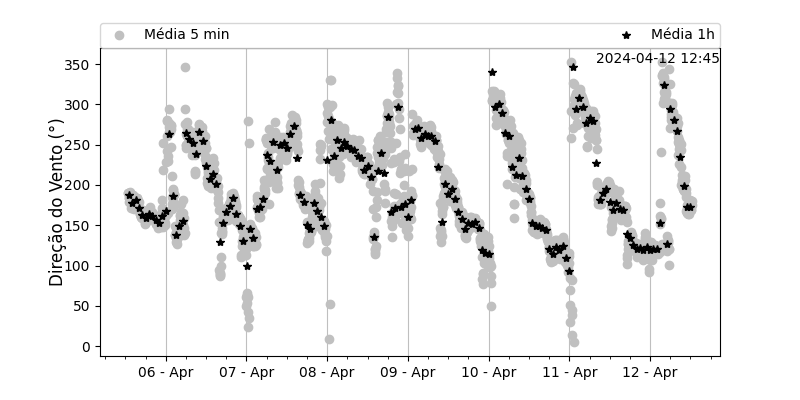 Média 5 min
Média 1h
2024-04-12 12:45
Direção do Vento (°)
350
300
250
200
150
100
50
0
06 - Apr
07 - Apr
08 - Apr
09 - Apr
10 - Apr
11 - Apr
12 - Apr